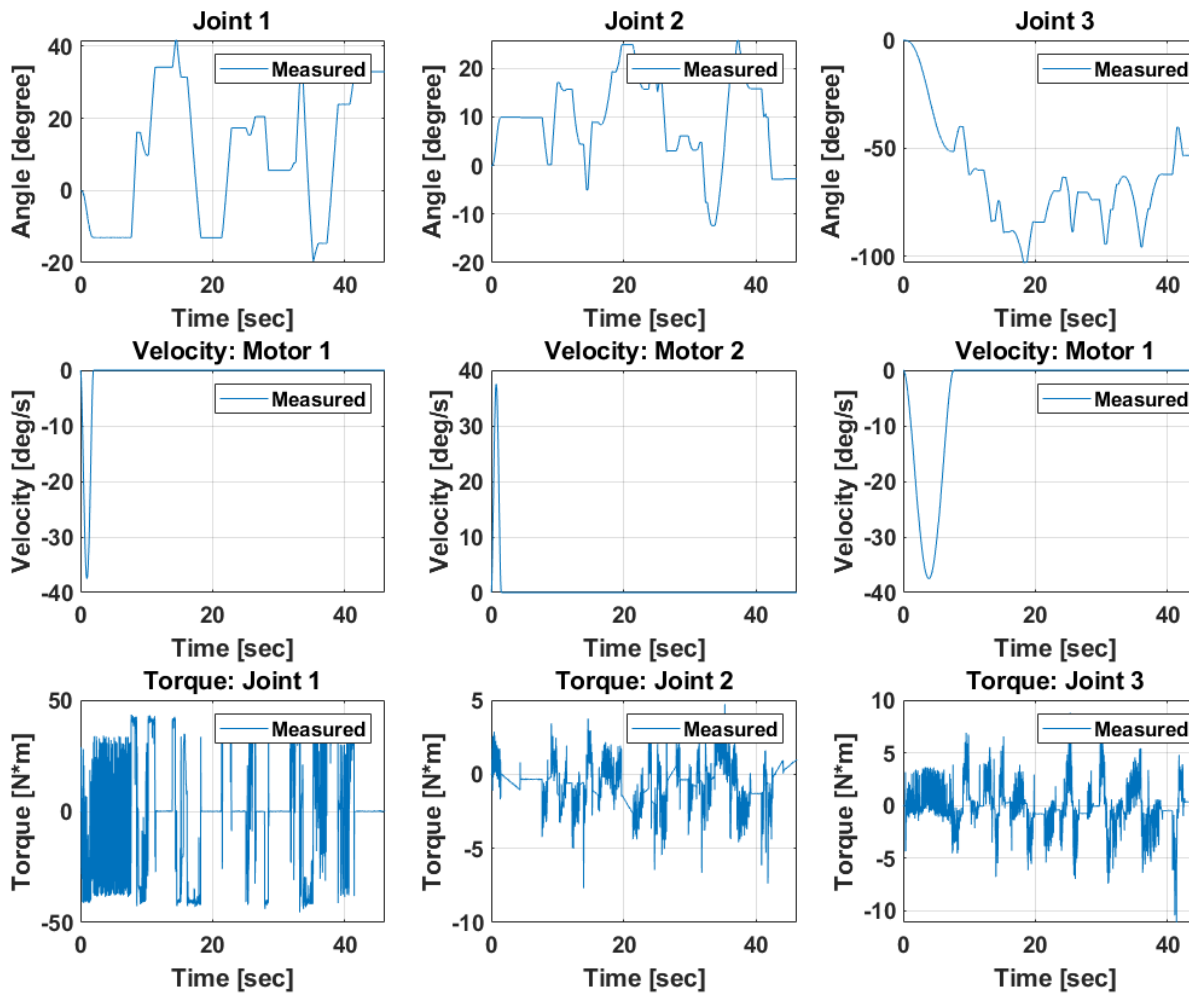 Joint 1
Joint 2
Joint 3
Angle [degree]
40
20
0
-20
Measured
0
20
40
Time [sec]
Angle [degree]
20
10
0
-10
-20
Measured
0
20
40
Time [sec]
Angle [degree]
0
-50
-100
Measured
0
20
40
Time [sec]
Velocity: Motor 1
Velocity: Motor 2
Velocity: Motor 1
Velocity [deg/s]
0
-10
-20
-30
-40
Measured
0
20
40
Time [sec]
Velocity [deg/s]
40
30
20
10
0
Measured
0
20
40
Time [sec]
Velocity [deg/s]
0
-10
-20
-30
-40
Measured
0
20
40
Time [sec]
Torque: Joint 1
Torque: Joint 2
Torque: Joint 3
Torque [N*m]
50
0
-50
Measured
0
20
40
Time [sec]
Torque [N*m]
5
0
-5
-10
Measured
0
20
40
Time [sec]
Torque [N*m]
10
5
0
-5
-10
Measured
0
20
40
Time [sec]